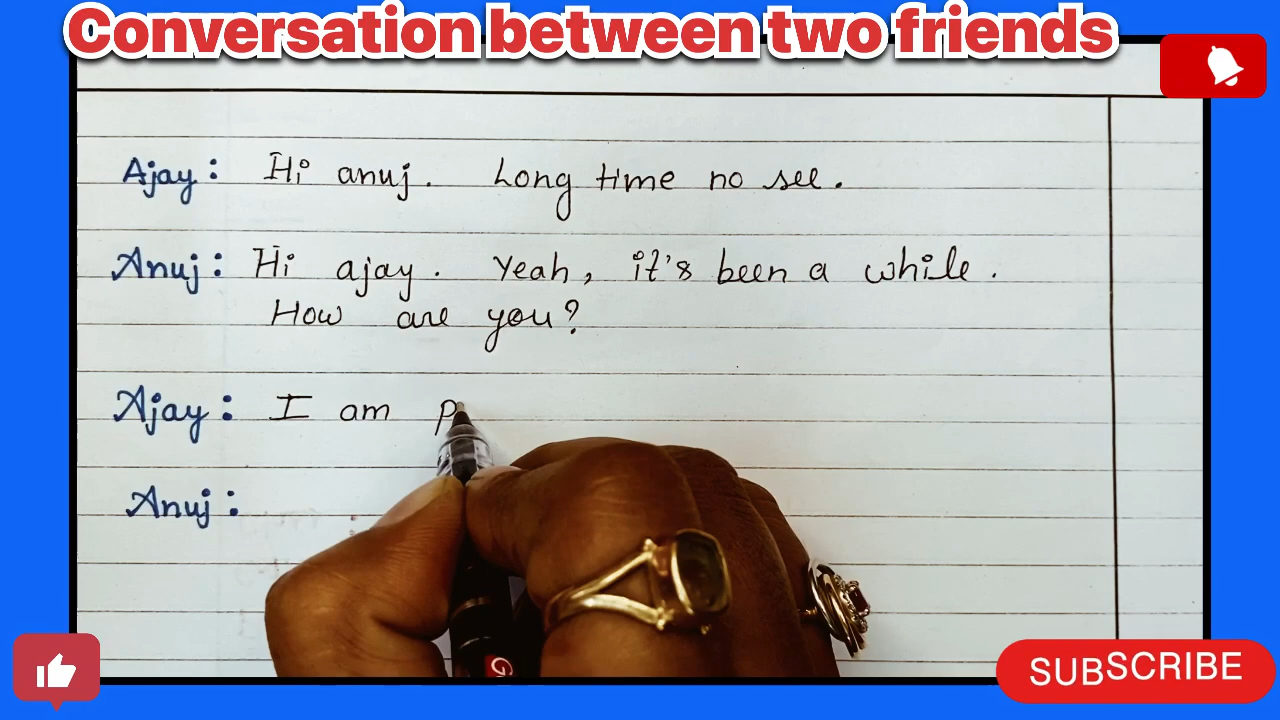 Conversation between two friends
Ajay: Hi anuj. Long time no see.
Anuj: Hi ajay. Yeah, it's been a while.
How are you?
Ajay: I am p
Anuj:
SUBSCRIBE